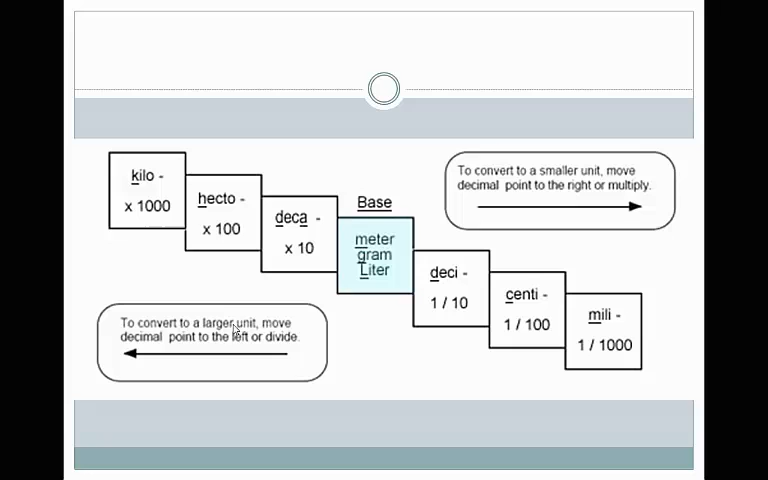 kilo -
x 1000
hecto -
x 100
deca -
x 10
Base
meter
gram
Liter
deci -
1 / 10
centi -
1 / 100
mili -
1 / 1000
To convert to a smaller unit, move
decimal point to the right or multiply.
To convert to a larger unit, move
decimal point to the left or divide.